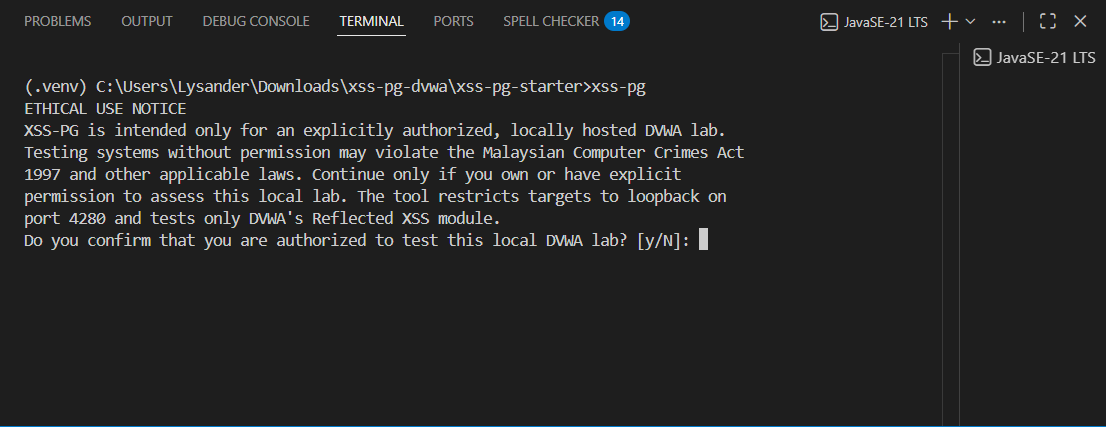 PROBLEMS OUTPUT DEBUG CONSOLE TERMINAL PORTS SPELL CHECKER 14 JavaSE-21 LTS
JavaSE-21 LTS
(.venv) C:\Users\Lysander\Downloads\xss-pg-dvwa\xss-pg-starter>xss-pg
ETHICAL USE NOTICE
XSS-PG is intended only for an explicitly authorized, locally hosted DVWA lab.
Testing systems without permission may violate the Malaysian Computer Crimes Act
1997 and other applicable laws. Continue only if you own or have explicit
permission to assess this local lab. The tool restricts targets to loopback on
port 4280 and tests only DVWA's Reflected XSS module.
Do you confirm that you are authorized to test this local DVWA lab? [y/N]: